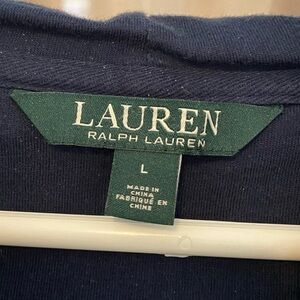 LAUREN
RALPH LAUREN
L
MADE IN
CHINA
FABRIQUÉ EN
CHINE